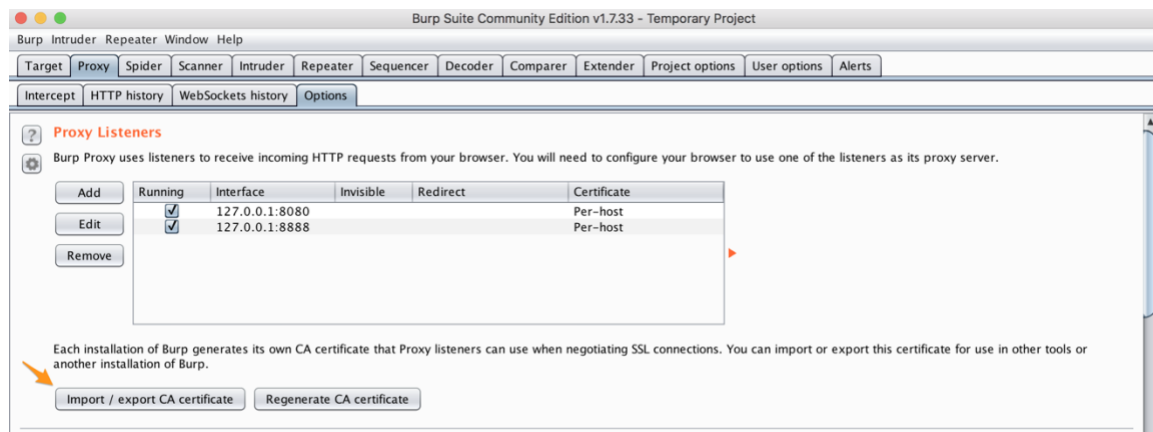 Burp Suite Community Edition v1.7.33 - Temporary Project
Burp Intruder Repeater Window Help
Target Proxy Spider Scanner Intruder Repeater Sequencer Decoder Comparer Extender Project options User options Alerts
Intercept HTTP history WebSockets history Options
? Proxy Listeners
Burp Proxy uses listeners to receive incoming HTTP requests from your browser. You will need to configure your browser to use one of the listeners as its proxy server.
Add Running Interface Invisible Redirect Certificate
127.0.0.1:8080 Per-host
Edit 127.0.0.1:8888 Per-host
Remove
Each installation of Burp generates its own CA certificate that Proxy listeners can use when negotiating SSL connections. You can import or export this certificate for use in other tools or
another installation of Burp.
Import / export CA certificate Regenerate CA certificate